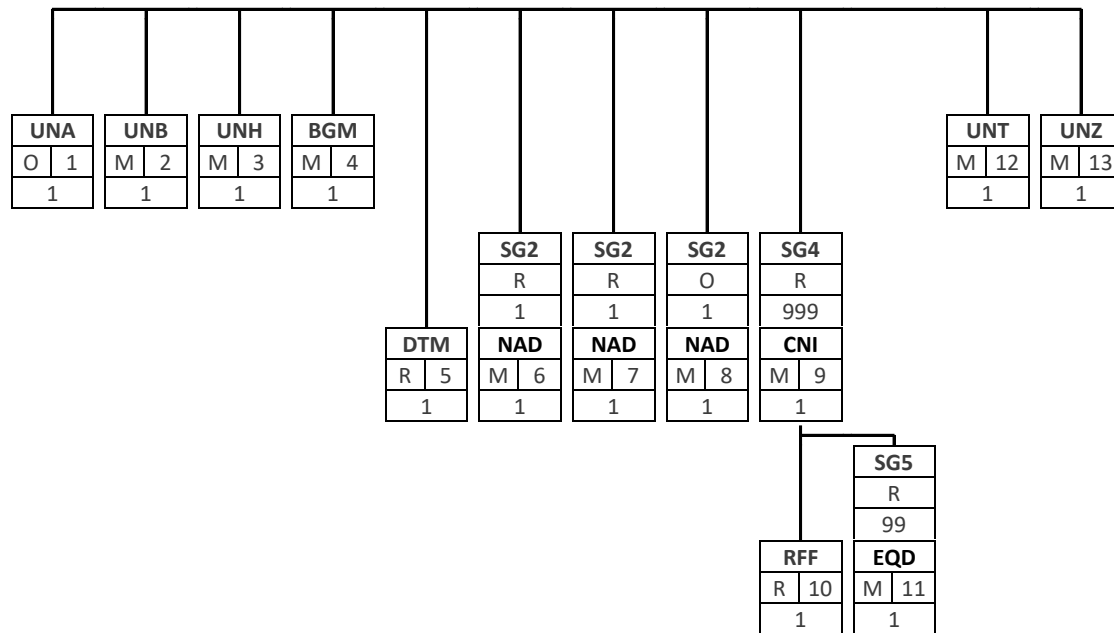 UNA UNB UNH BGM UNT UNZ
O 1 M 2 M 3 M 4 M 12 M 13
1 1 1 1 1 1
SG2 SG2 SG2 SG4
R R O R
1 1 1 999
DTM NAD NAD NAD CNI
R 5 M 6 M 7 M 8 M 9
1 1 1 1 1
SG5
R
99
RFF EQD
R 10 M 11
1 1